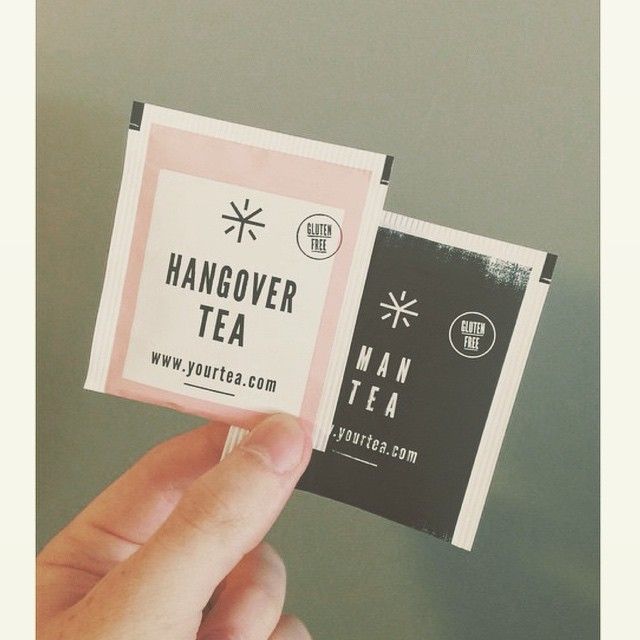 GLUTEN
FREE
HANGOVER
TEA
www.yourtea.com
GLUTEN
FREE
MAN
TEA
.yourtea.com